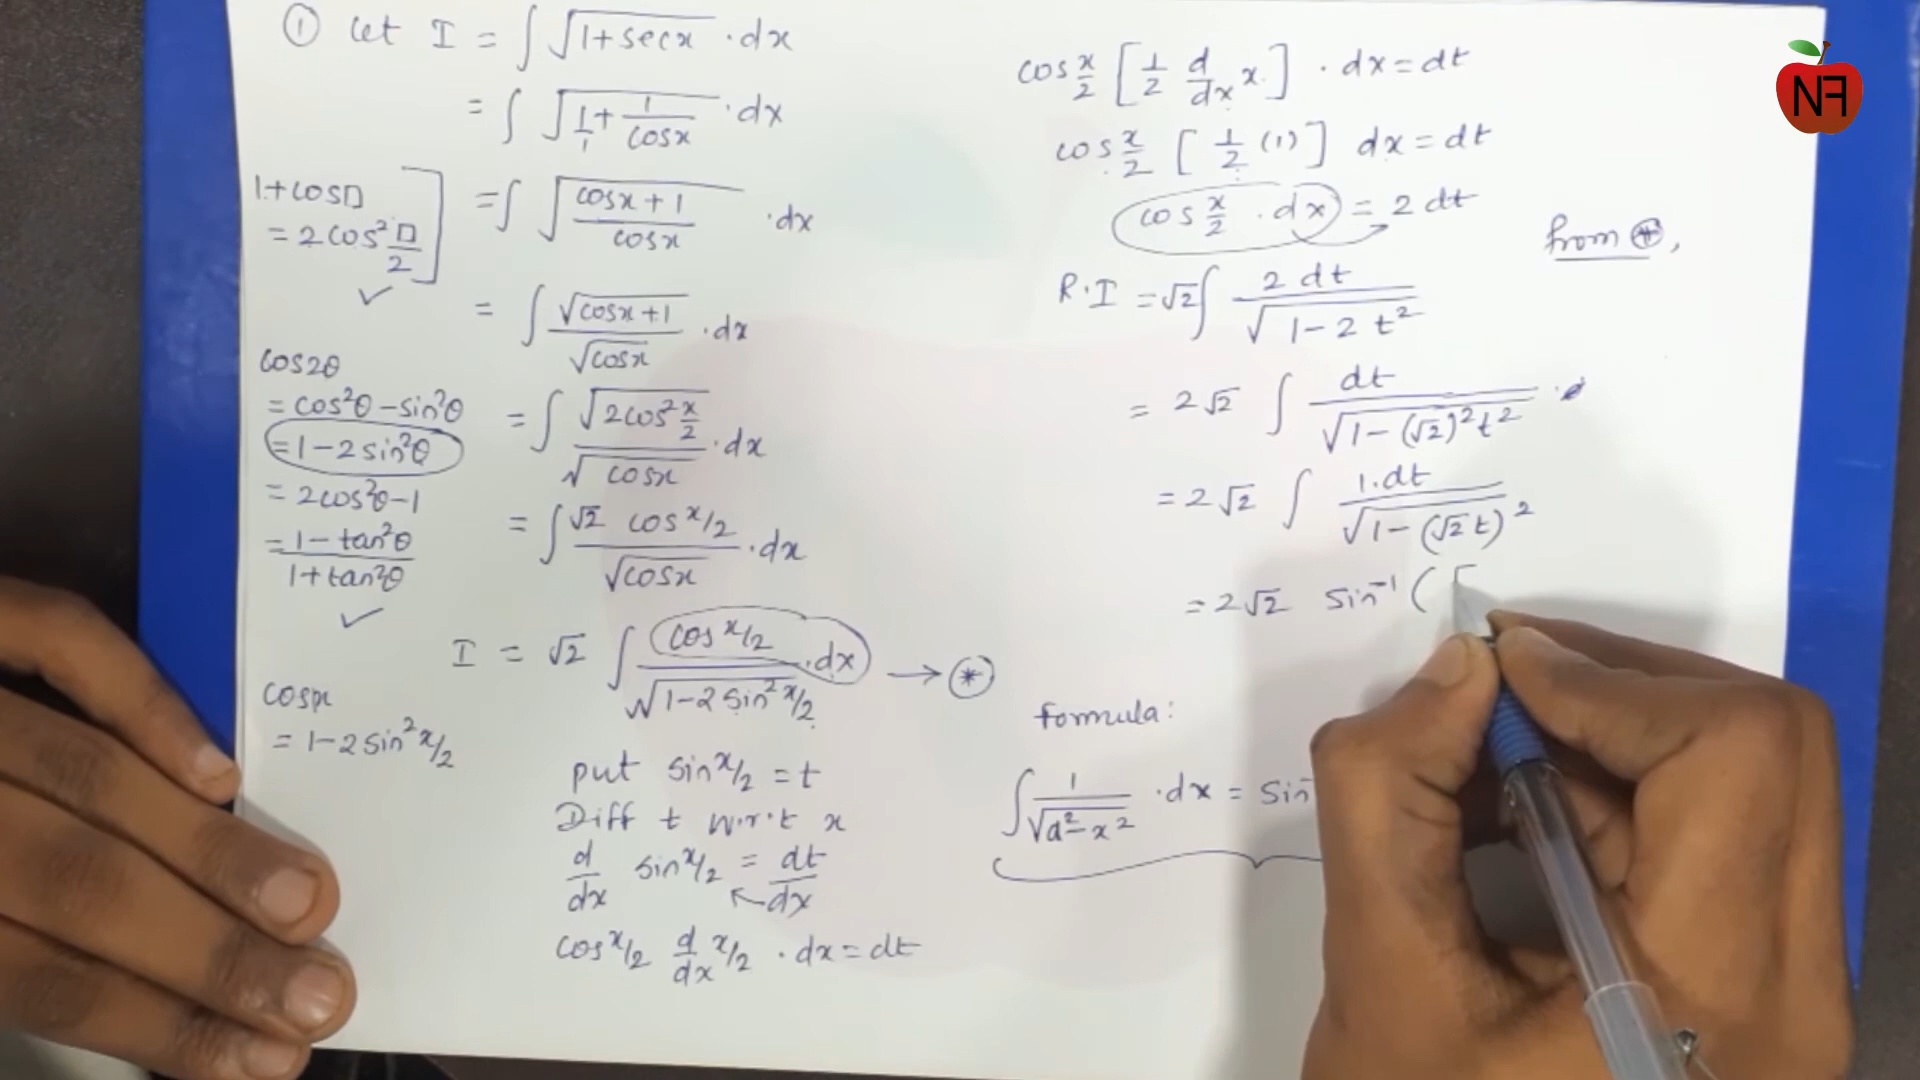 ① Let I = ∫ √(1+secx) · dx
= ∫ √(1/1 + 1/cosx) · dx
1+cos□
= 2cos² □/2
✓
= ∫ √((cosx+1)/cosx) · dx
= ∫ √(cosx+1)/√cosx · dx
cos2θ
= cos²θ - sin²θ
= 1-2sin²θ
= 2cos²θ-1
= (1-tan²θ)/(1+tan²θ)
✓
= ∫ √(2cos² x/2)/√cosx · dx
= ∫ √2 cos x/2 / √cosx · dx
I = √2 ∫ cos x/2 / √(1-2sin² x/2) · dx → ⊛
cosx
= 1-2sin² x/2
put sin x/2 = t
Diff t w.r.t x
d/dx sin x/2 = dt/dx
cos x/2 d/dx x/2 · dx = dt
cos x/2 [1/2 d/dx x] · dx = dt
cos x/2 [1/2 (1)] dx = dt
cos x/2 · dx = 2 dt
from ⊛,
R.I = √2 ∫ 2 dt / √(1-2 t²)
= 2√2 ∫ dt / √(1-(√2)² t²)
= 2√2 ∫ 1.dt / √(1-(√2 t)²)
= 2√2 sin⁻¹ (
formula:
∫ 1/√(a²-x²) · dx = sin⁻
NF